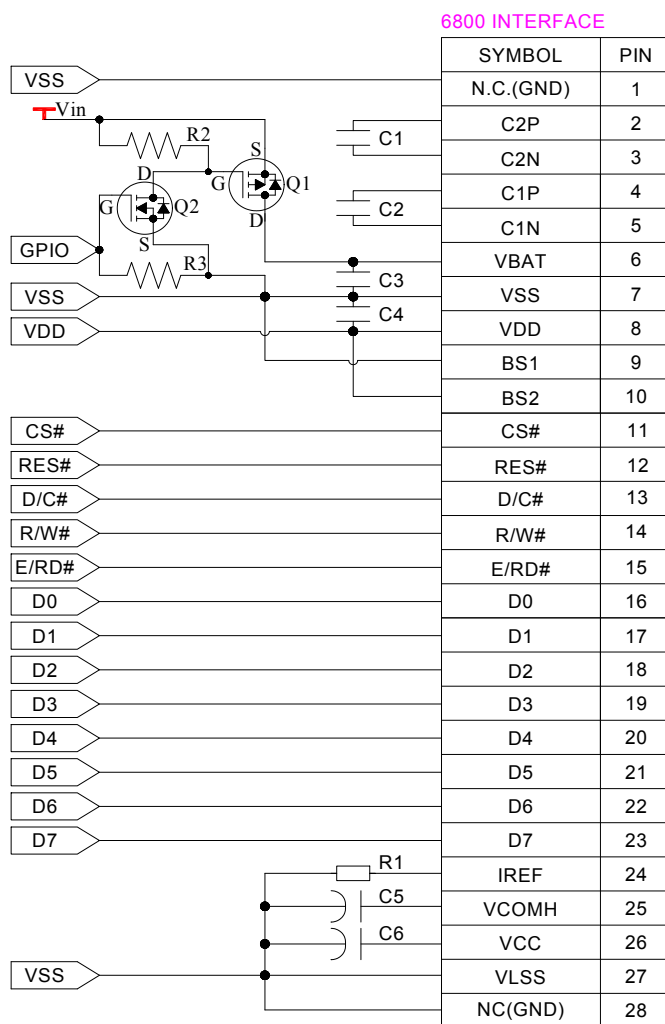 6800 INTERFACE
SYMBOL PIN
VSS N.C.(GND) 1
Vin
C1 C2P 2
R2
C2N 3
S
D G Q1 C1P 4
G Q2 C2
D C1N 5
GPIO S
R3 VBAT 6
C3
VSS VSS 7
C4
VDD VDD 8
BS1 9
BS2 10
CS# CS# 11
RES# RES# 12
D/C# D/C# 13
R/W# R/W# 14
E/RD# E/RD# 15
D0 D0 16
D1 D1 17
D2 D2 18
D3 D3 19
D4 D4 20
D5 D5 21
D6 D6 22
D7 D7 23
R1 IREF 24
C5 VCOMH 25
C6 VCC 26
VSS VLSS 27
NC(GND) 28